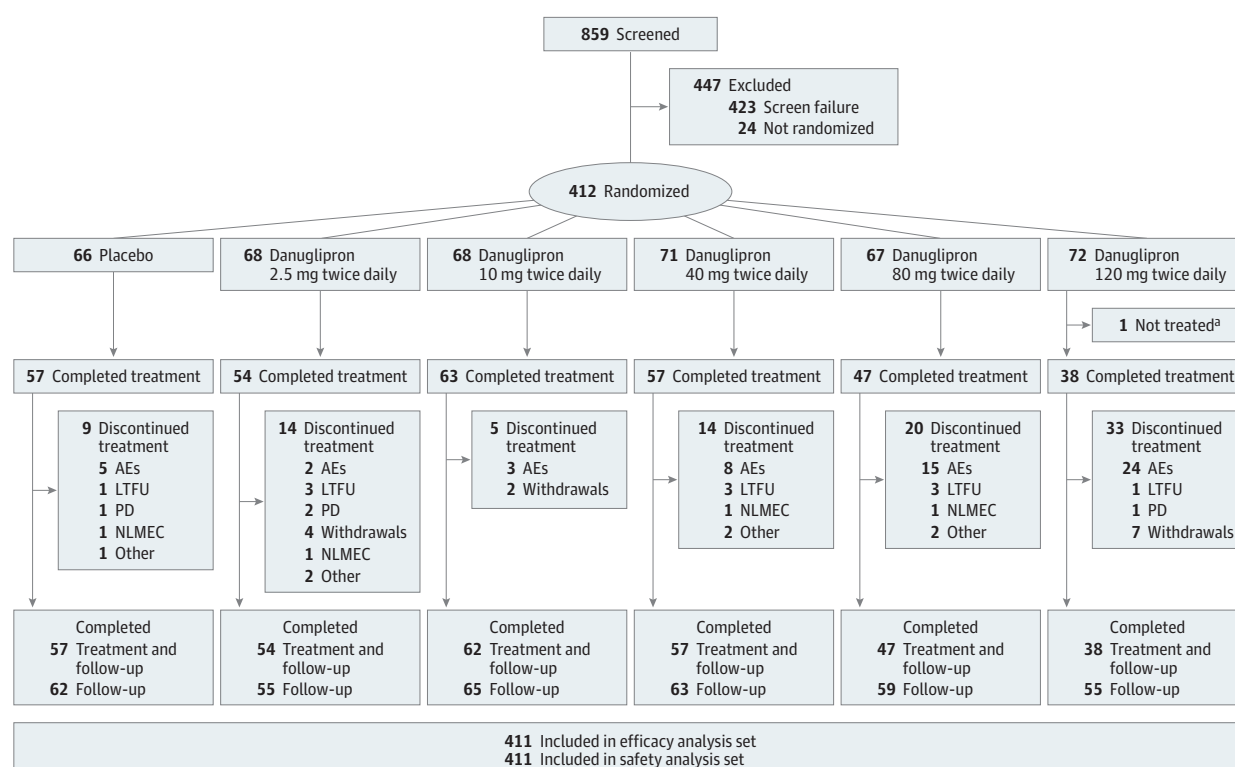 859 Screened
447 Excluded
423 Screen failure
24 Not randomized
412 Randomized
66 Placebo
68 Danuglipron
2.5 mg twice daily
68 Danuglipron
10 mg twice daily
71 Danuglipron
40 mg twice daily
67 Danuglipron
80 mg twice daily
72 Danuglipron
120 mg twice daily
1 Not treatedª
57 Completed treatment
54 Completed treatment
63 Completed treatment
57 Completed treatment
47 Completed treatment
38 Completed treatment
9 Discontinued
treatment
5 AEs
1 LTFU
1 PD
1 NLMEC
1 Other
14 Discontinued
treatment
2 AEs
3 LTFU
2 PD
4 Withdrawals
1 NLMEC
2 Other
5 Discontinued
treatment
3 AEs
2 Withdrawals
14 Discontinued
treatment
8 AEs
3 LTFU
1 NLMEC
2 Other
20 Discontinued
treatment
15 AEs
3 LTFU
1 NLMEC
2 Other
33 Discontinued
treatment
24 AEs
1 LTFU
1 PD
7 Withdrawals
Completed
57 Treatment and
follow-up
62 Follow-up
Completed
54 Treatment and
follow-up
55 Follow-up
Completed
62 Treatment and
follow-up
65 Follow-up
Completed
57 Treatment and
follow-up
63 Follow-up
Completed
47 Treatment and
follow-up
59 Follow-up
Completed
38 Treatment and
follow-up
55 Follow-up
411 Included in efficacy analysis set
411 Included in safety analysis set